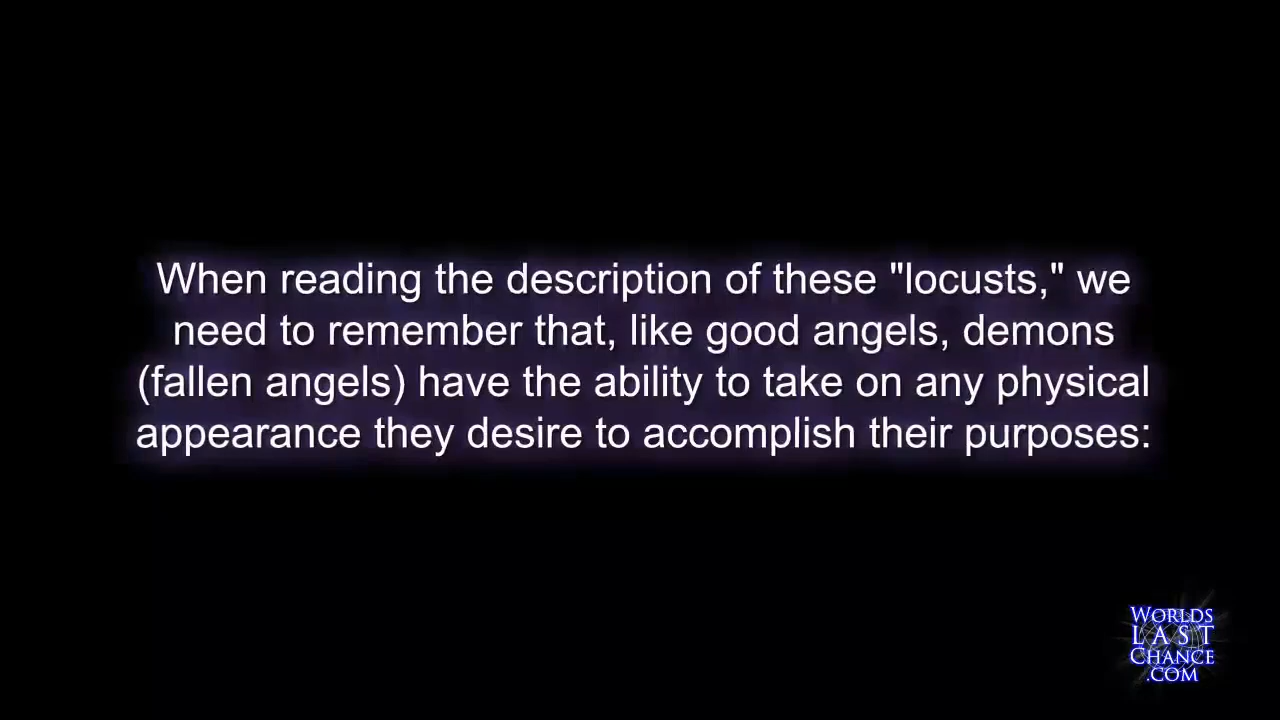 When reading the description of these "locusts," we
need to remember that, like good angels, demons
(fallen angels) have the ability to take on any physical
appearance they desire to accomplish their purposes:
WORLDS
LAST
CHANCE
.COM